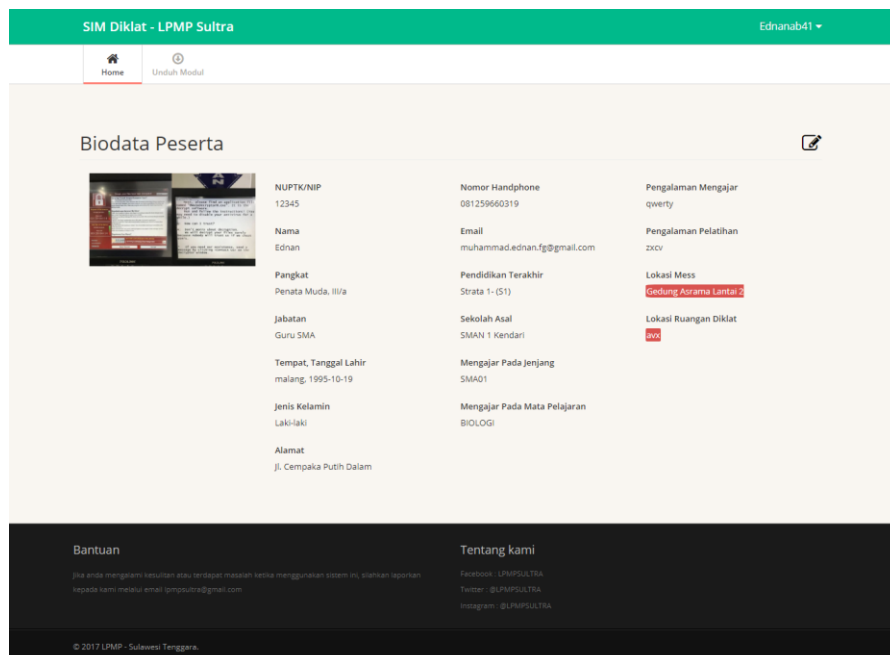 SIM Diklat - LPMP Sultra
Ednanab41
Home
Unduh Modul
Biodata Peserta
NUPTK/NIP
12345
Nama
Ednan
Pangkat
Penata Muda, III/a
Jabatan
Guru SMA
Tempat, Tanggal Lahir
malang, 1995-10-19
Jenis Kelamin
Laki-laki
Alamat
Jl. Cempaka Putih Dalam
Nomor Handphone
081259660319
Email
muhammad.ednan.fg@gmail.com
Pendidikan Terakhir
Strata 1- (S1)
Sekolah Asal
SMAN 1 Kendari
Mengajar Pada Jenjang
SMA01
Mengajar Pada Mata Pelajaran
BIOLOGI
Pengalaman Mengajar
qwerty
Pengalaman Pelatihan
zxcv
Lokasi Mess
Gedung Asrama Lantai 2
Lokasi Ruangan Diklat
avx
Bantuan
Jika anda mengalami kesulitan atau terdapat masalah ketika menggunakan sistem ini, silahkan laporkan
kepada kami melalui email lpmpsultra@gmail.com
Tentang kami
Facebook : LPMPSULTRA
Twitter : @LPMPSULTRA
Instagram : @LPMPSULTRA
© 2017 LPMP - Sulawesi Tenggara.